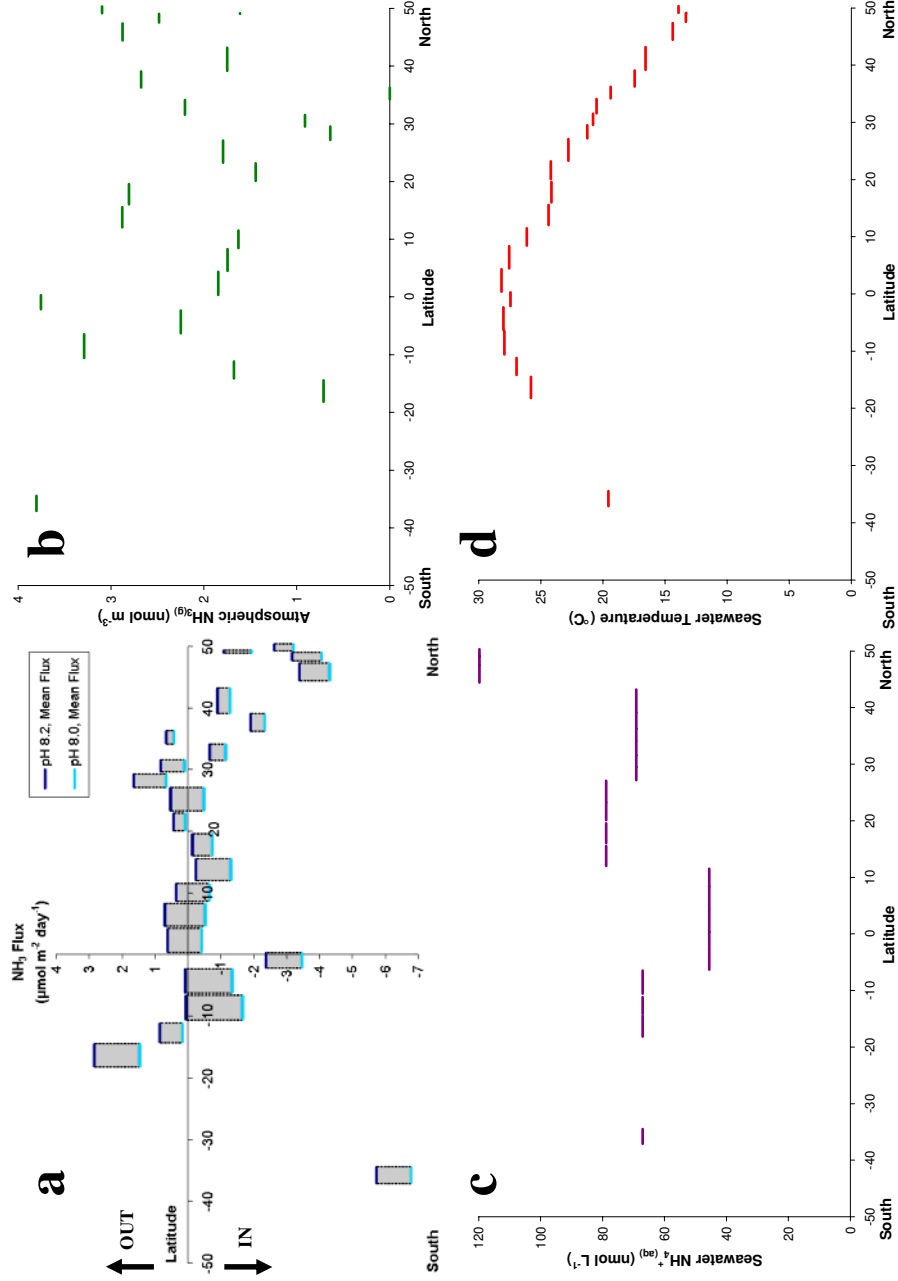 a
OUT
Latitude
IN
NH₃ Flux
(μmol m⁻² day⁻¹)
pH 8.2, Mean Flux
pH 8.0, Mean Flux
4
3
2
1
-1
-2
-3
-4
-5
-6
-7
-50
-40
-30
-20
-10
10
20
30
40
50
South
North
b
Atmospheric NH₃₍g₎ (nmol m⁻³)
4
3
2
1
0
-50
-40
-30
-20
-10
0
10
20
30
40
50
South
Latitude
North
c
Seawater NH₄⁺₍aq₎ (nmol L⁻¹)
120
100
80
60
40
20
0
-50
-40
-30
-20
-10
0
10
20
30
40
50
South
Latitude
North
d
Seawater Temperature (°C)
30
25
20
15
10
5
0
-50
-40
-30
-20
-10
0
10
20
30
40
50
South
Latitude
North